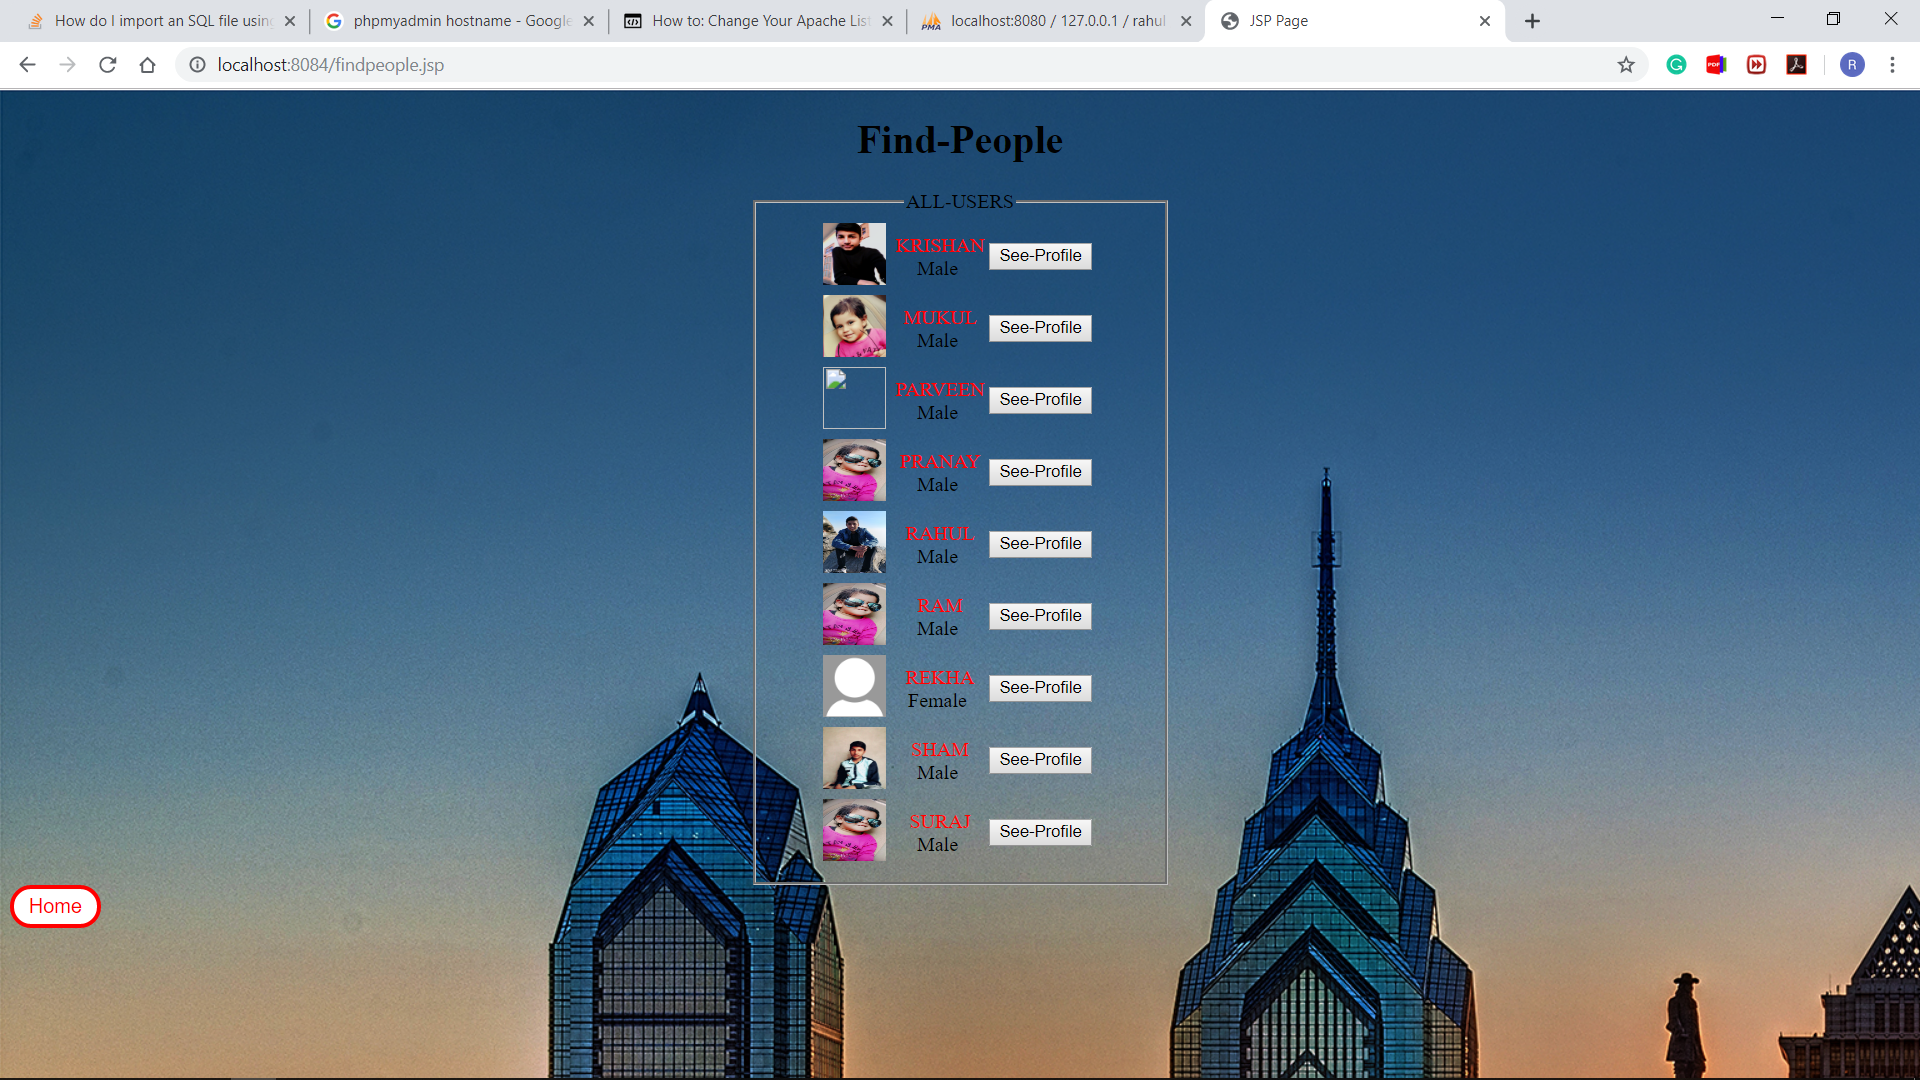 How do I import an SQL file using
phpmyadmin hostname - Google
How to: Change Your Apache List
localhost:8080 / 127.0.0.1 / rahul
JSP Page
localhost:8084/findpeople.jsp
R
Find-People
ALL-USERS
KRISHAN
Male
See-Profile
MUKUL
Male
See-Profile
PARVEEN
Male
See-Profile
PRANAY
Male
See-Profile
RAHUL
Male
See-Profile
RAM
Male
See-Profile
REKHA
Female
See-Profile
SHAM
Male
See-Profile
SURAJ
Male
See-Profile
Home